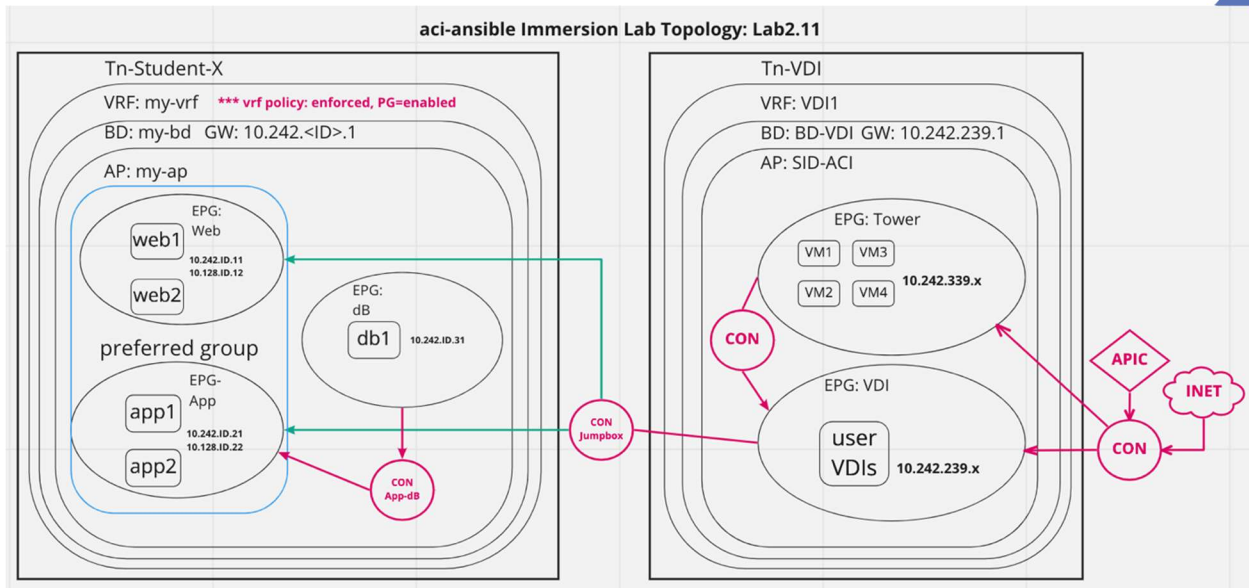 aci-ansible Immersion Lab Topology: Lab2.11
Tn-Student-X
VRF: my-vrf *** vrf policy: enforced, PG=enabled
BD: my-bd GW: 10.242.<ID>.1
AP: my-ap
EPG:
Web
web1
10.242.ID.11
10.128.ID.12
web2
preferred group
EPG-
App
app1
10.242.ID.21
10.128.ID.22
app2
EPG:
dB
db1
10.242.ID.31
CON
App-dB
CON
Jumpbox
Tn-VDI
VRF: VDI1
BD: BD-VDI GW: 10.242.239.1
AP: SID-ACI
EPG: Tower
VM1
VM3
VM2
VM4
10.242.339.x
CON
EPG: VDI
user
VDIs
10.242.239.x
APIC
INET
CON